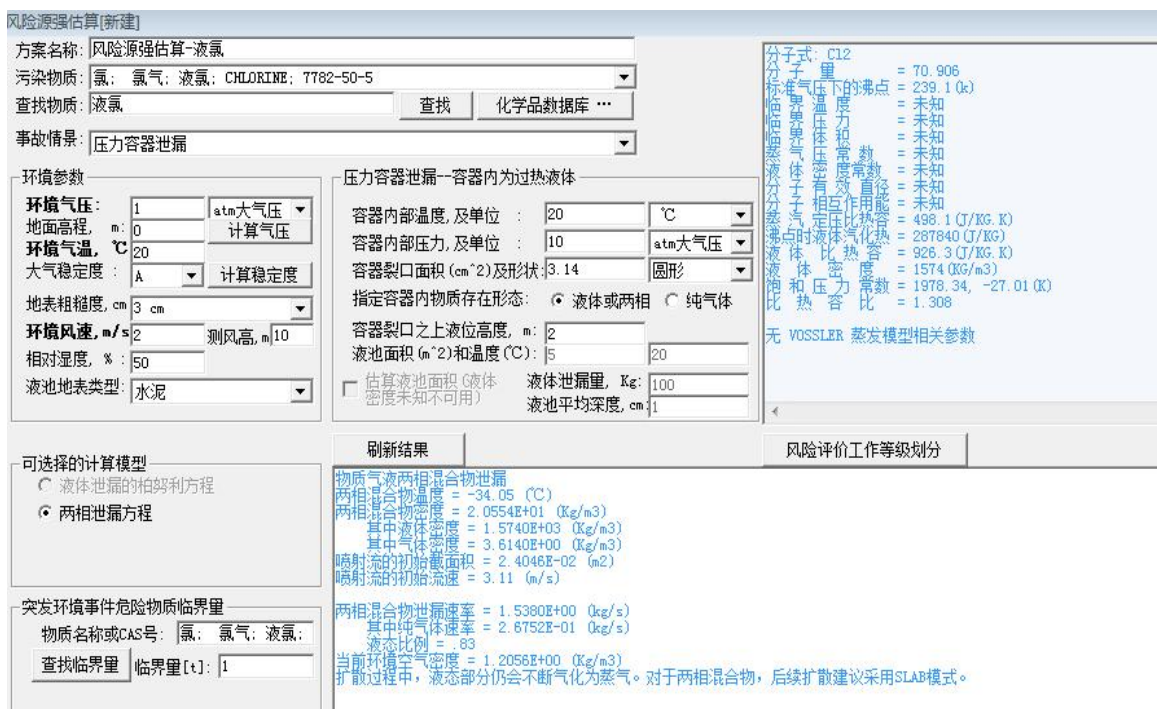 风险源强估算[新建]
方案名称: 风险源强估算-液氯
污染物质: 氯; 氯气; 液氯; CHLORINE; 7782-50-5
查找物质: 液氯 查找 化学品数据库 …
事故情景: 压力容器泄漏
环境参数
环境气压: 1 atm大气压
地面高程, m: 0 计算气压
环境气温, ℃ 20
大气稳定度 : A 计算稳定度
地表粗糙度, cm 3 cm
环境风速, m/s 2 测风高, m 10
相对湿度, % : 50
液池地表类型: 水泥
压力容器泄漏--容器内为过热液体
容器内部温度, 及单位 : 20 ℃
容器内部压力, 及单位 : 10 atm大气压
容器裂口面积(cm^2)及形状: 3.14 圆形
指定容器内物质存在形态: 液体或两相 纯气体
容器裂口之上液位高度, m: 2
液池面积(m^2)和温度(℃): 5 20
估算液池面积(液体
密度未知不可用)
液体泄漏量, Kg: 100
液池平均深度, cm: 1
分子式: Cl2
分 子 量 = 70.906
标准气压下的沸点 = 239.1(k)
临 界 温 度 = 未知
临 界 压 力 = 未知
临 界 体 积 = 未知
蒸 气 压 常 数 = 未知
液 体 密 度常数 = 未知
分 子 有 效 直径 = 未知
分子 相互作用能 = 未知
蒸 汽 定压比热容 = 498.1(J/KG.K)
沸点时液体汽化热 = 287840(J/KG)
液 体 比 热 容 = 926.3(J/KG.K)
液 体 密 度 = 1574(KG/m3)
饱 和 压 力 常数 = 1978.34, -27.01(K)
比 热 容 比 = 1.308
无 VOSSLER 蒸发模型相关参数
刷新结果
风险评价工作等级划分
可选择的计算模型
液体泄漏的柏努利方程
两相泄漏方程
突发环境事件危险物质临界量
物质名称或CAS号: 氯; 氯气; 液氯;
查找临界量 临界量[t]: 1
物质气液两相混合物泄漏
两相混合物温度 = -34.05 (℃)
两相混合物密度 = 2.0554E+01 (Kg/m3)
其中液体密度 = 1.5740E+03 (Kg/m3)
其中气体密度 = 3.6140E+00 (Kg/m3)
喷射流的初始截面积 = 2.4046E-02 (m2)
喷射流的初始流速 = 3.11 (m/s)
两相混合物泄漏速率 = 1.5380E+00 (kg/s)
其中纯气体速率 = 2.6752E-01 (kg/s)
液态比例 = .83
当前环境空气密度 = 1.2056E+00 (Kg/m3)
扩散过程中，液态部分仍会不断气化为蒸气。对于两相混合物，后续扩散建议采用SLAB模式。